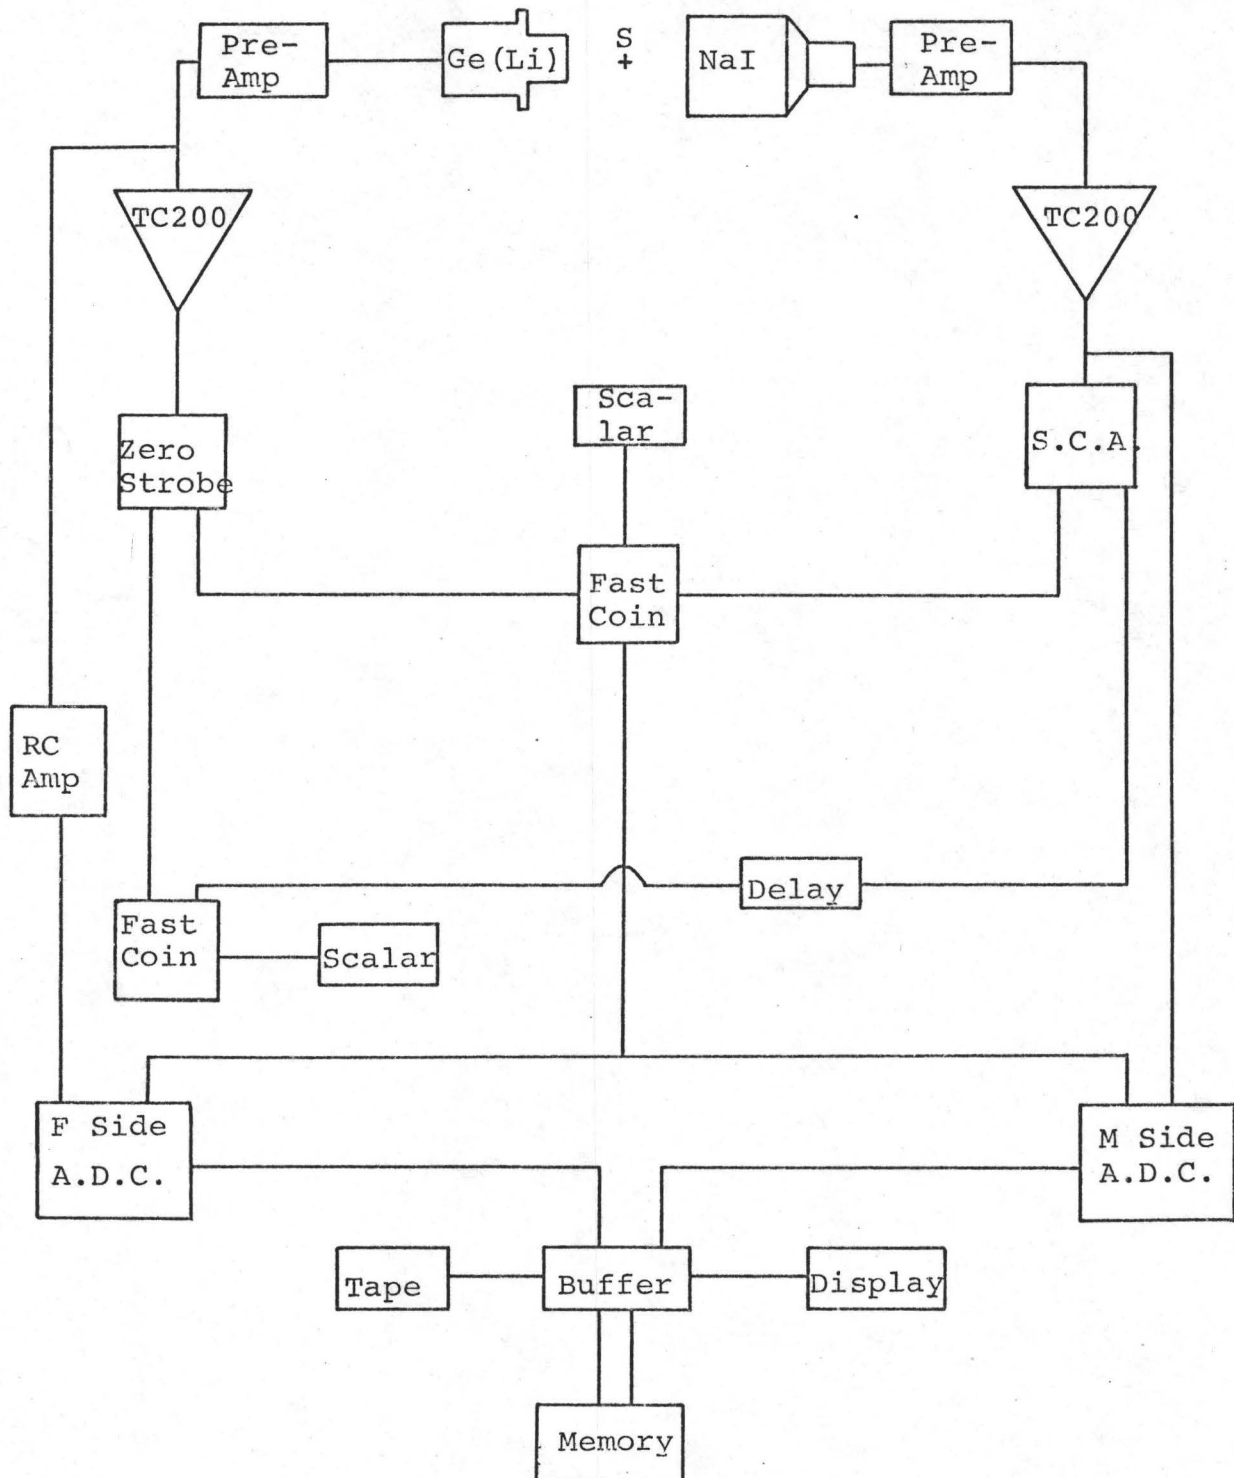 Pre-
Amp
Ge(Li)
S
+
NaI
Pre-
Amp
TC200
TC200
Sca-
lar
Zero
Strobe
S.C.A.
Fast
Coin
RC
Amp
Delay
Fast
Coin
Scalar
F Side
A.D.C.
M Side
A.D.C.
Tape
Buffer
Display
Memory